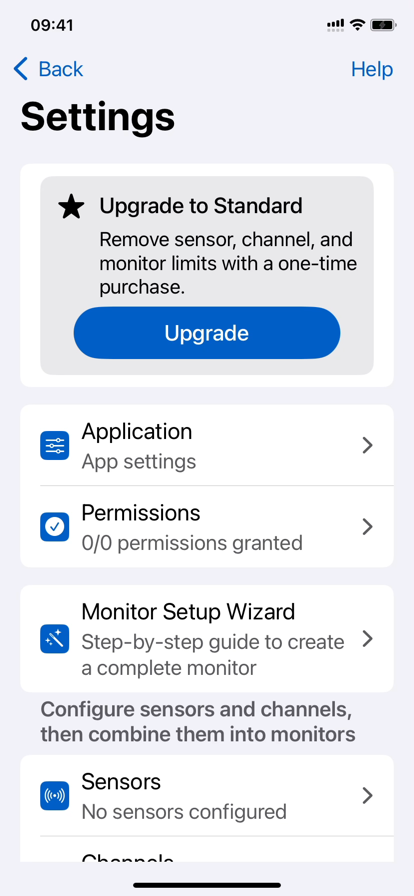 09:41
Back
Help
Settings
Upgrade to Standard
Remove sensor, channel, and
monitor limits with a one-time
purchase.
Upgrade
Application
App settings
Permissions
0/0 permissions granted
Monitor Setup Wizard
Step-by-step guide to create
a complete monitor
Configure sensors and channels,
then combine them into monitors
Sensors
No sensors configured
Channels